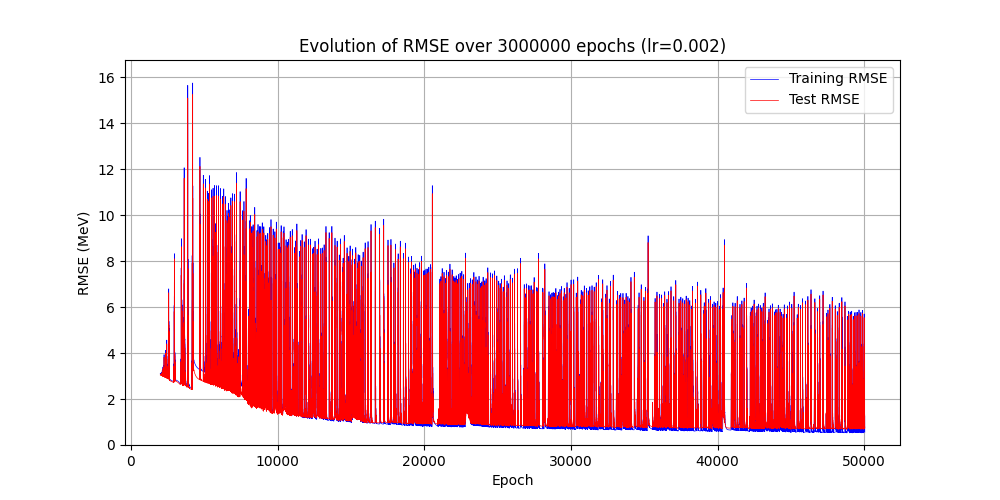 Evolution of RMSE over 3000000 epochs (lr=0.002)
Training RMSE
Test RMSE
RMSE (MeV)
16
14
12
10
8
6
4
2
0
0 10000 20000 30000 40000 50000
Epoch